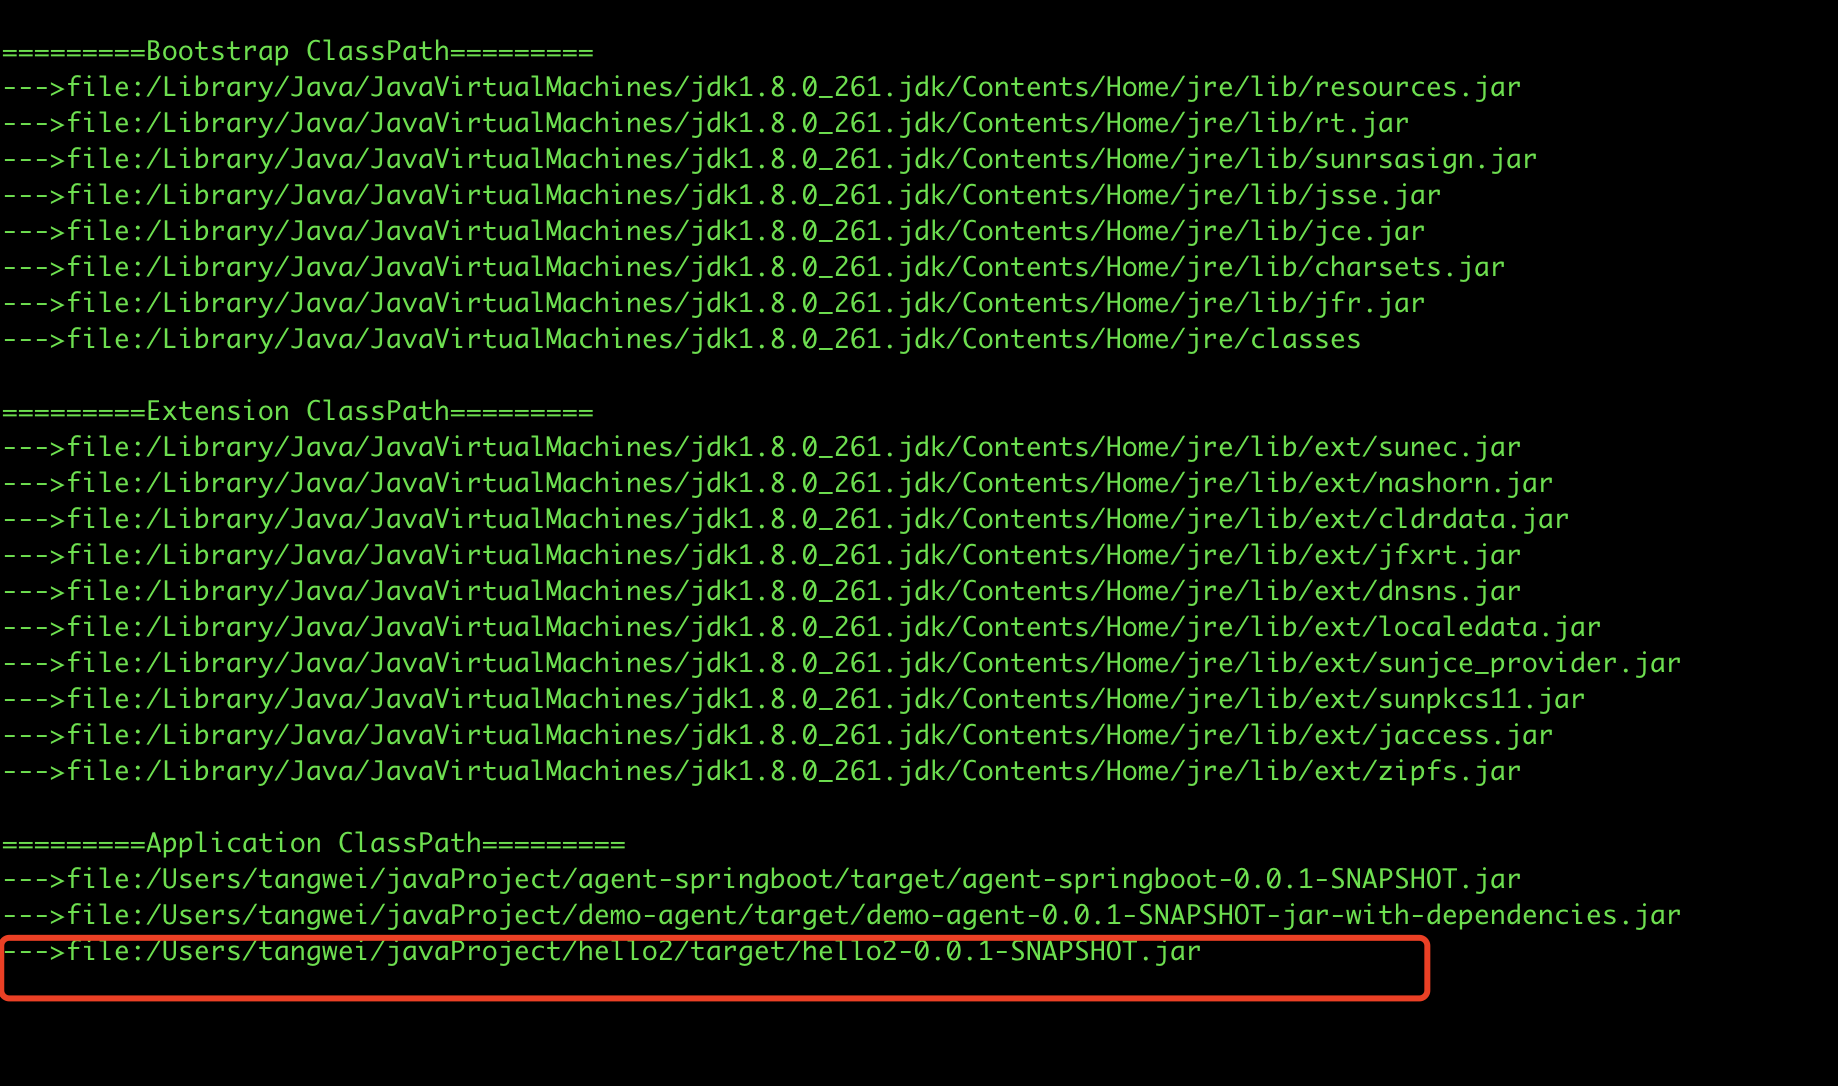 =========Bootstrap ClassPath=========
--->file:/Library/Java/JavaVirtualMachines/jdk1.8.0_261.jdk/Contents/Home/jre/lib/resources.jar
--->file:/Library/Java/JavaVirtualMachines/jdk1.8.0_261.jdk/Contents/Home/jre/lib/rt.jar
--->file:/Library/Java/JavaVirtualMachines/jdk1.8.0_261.jdk/Contents/Home/jre/lib/sunrsasign.jar
--->file:/Library/Java/JavaVirtualMachines/jdk1.8.0_261.jdk/Contents/Home/jre/lib/jsse.jar
--->file:/Library/Java/JavaVirtualMachines/jdk1.8.0_261.jdk/Contents/Home/jre/lib/jce.jar
--->file:/Library/Java/JavaVirtualMachines/jdk1.8.0_261.jdk/Contents/Home/jre/lib/charsets.jar
--->file:/Library/Java/JavaVirtualMachines/jdk1.8.0_261.jdk/Contents/Home/jre/lib/jfr.jar
--->file:/Library/Java/JavaVirtualMachines/jdk1.8.0_261.jdk/Contents/Home/jre/classes
=========Extension ClassPath=========
--->file:/Library/Java/JavaVirtualMachines/jdk1.8.0_261.jdk/Contents/Home/jre/lib/ext/sunec.jar
--->file:/Library/Java/JavaVirtualMachines/jdk1.8.0_261.jdk/Contents/Home/jre/lib/ext/nashorn.jar
--->file:/Library/Java/JavaVirtualMachines/jdk1.8.0_261.jdk/Contents/Home/jre/lib/ext/cldrdata.jar
--->file:/Library/Java/JavaVirtualMachines/jdk1.8.0_261.jdk/Contents/Home/jre/lib/ext/jfxrt.jar
--->file:/Library/Java/JavaVirtualMachines/jdk1.8.0_261.jdk/Contents/Home/jre/lib/ext/dnsns.jar
--->file:/Library/Java/JavaVirtualMachines/jdk1.8.0_261.jdk/Contents/Home/jre/lib/ext/localedata.jar
--->file:/Library/Java/JavaVirtualMachines/jdk1.8.0_261.jdk/Contents/Home/jre/lib/ext/sunjce_provider.jar
--->file:/Library/Java/JavaVirtualMachines/jdk1.8.0_261.jdk/Contents/Home/jre/lib/ext/sunpkcs11.jar
--->file:/Library/Java/JavaVirtualMachines/jdk1.8.0_261.jdk/Contents/Home/jre/lib/ext/jaccess.jar
--->file:/Library/Java/JavaVirtualMachines/jdk1.8.0_261.jdk/Contents/Home/jre/lib/ext/zipfs.jar
=========Application ClassPath=========
--->file:/Users/tangwei/javaProject/agent-springboot/target/agent-springboot-0.0.1-SNAPSHOT.jar
--->file:/Users/tangwei/javaProject/demo-agent/target/demo-agent-0.0.1-SNAPSHOT-jar-with-dependencies.jar
--->file:/Users/tangwei/javaProject/hello2/target/hello2-0.0.1-SNAPSHOT.jar